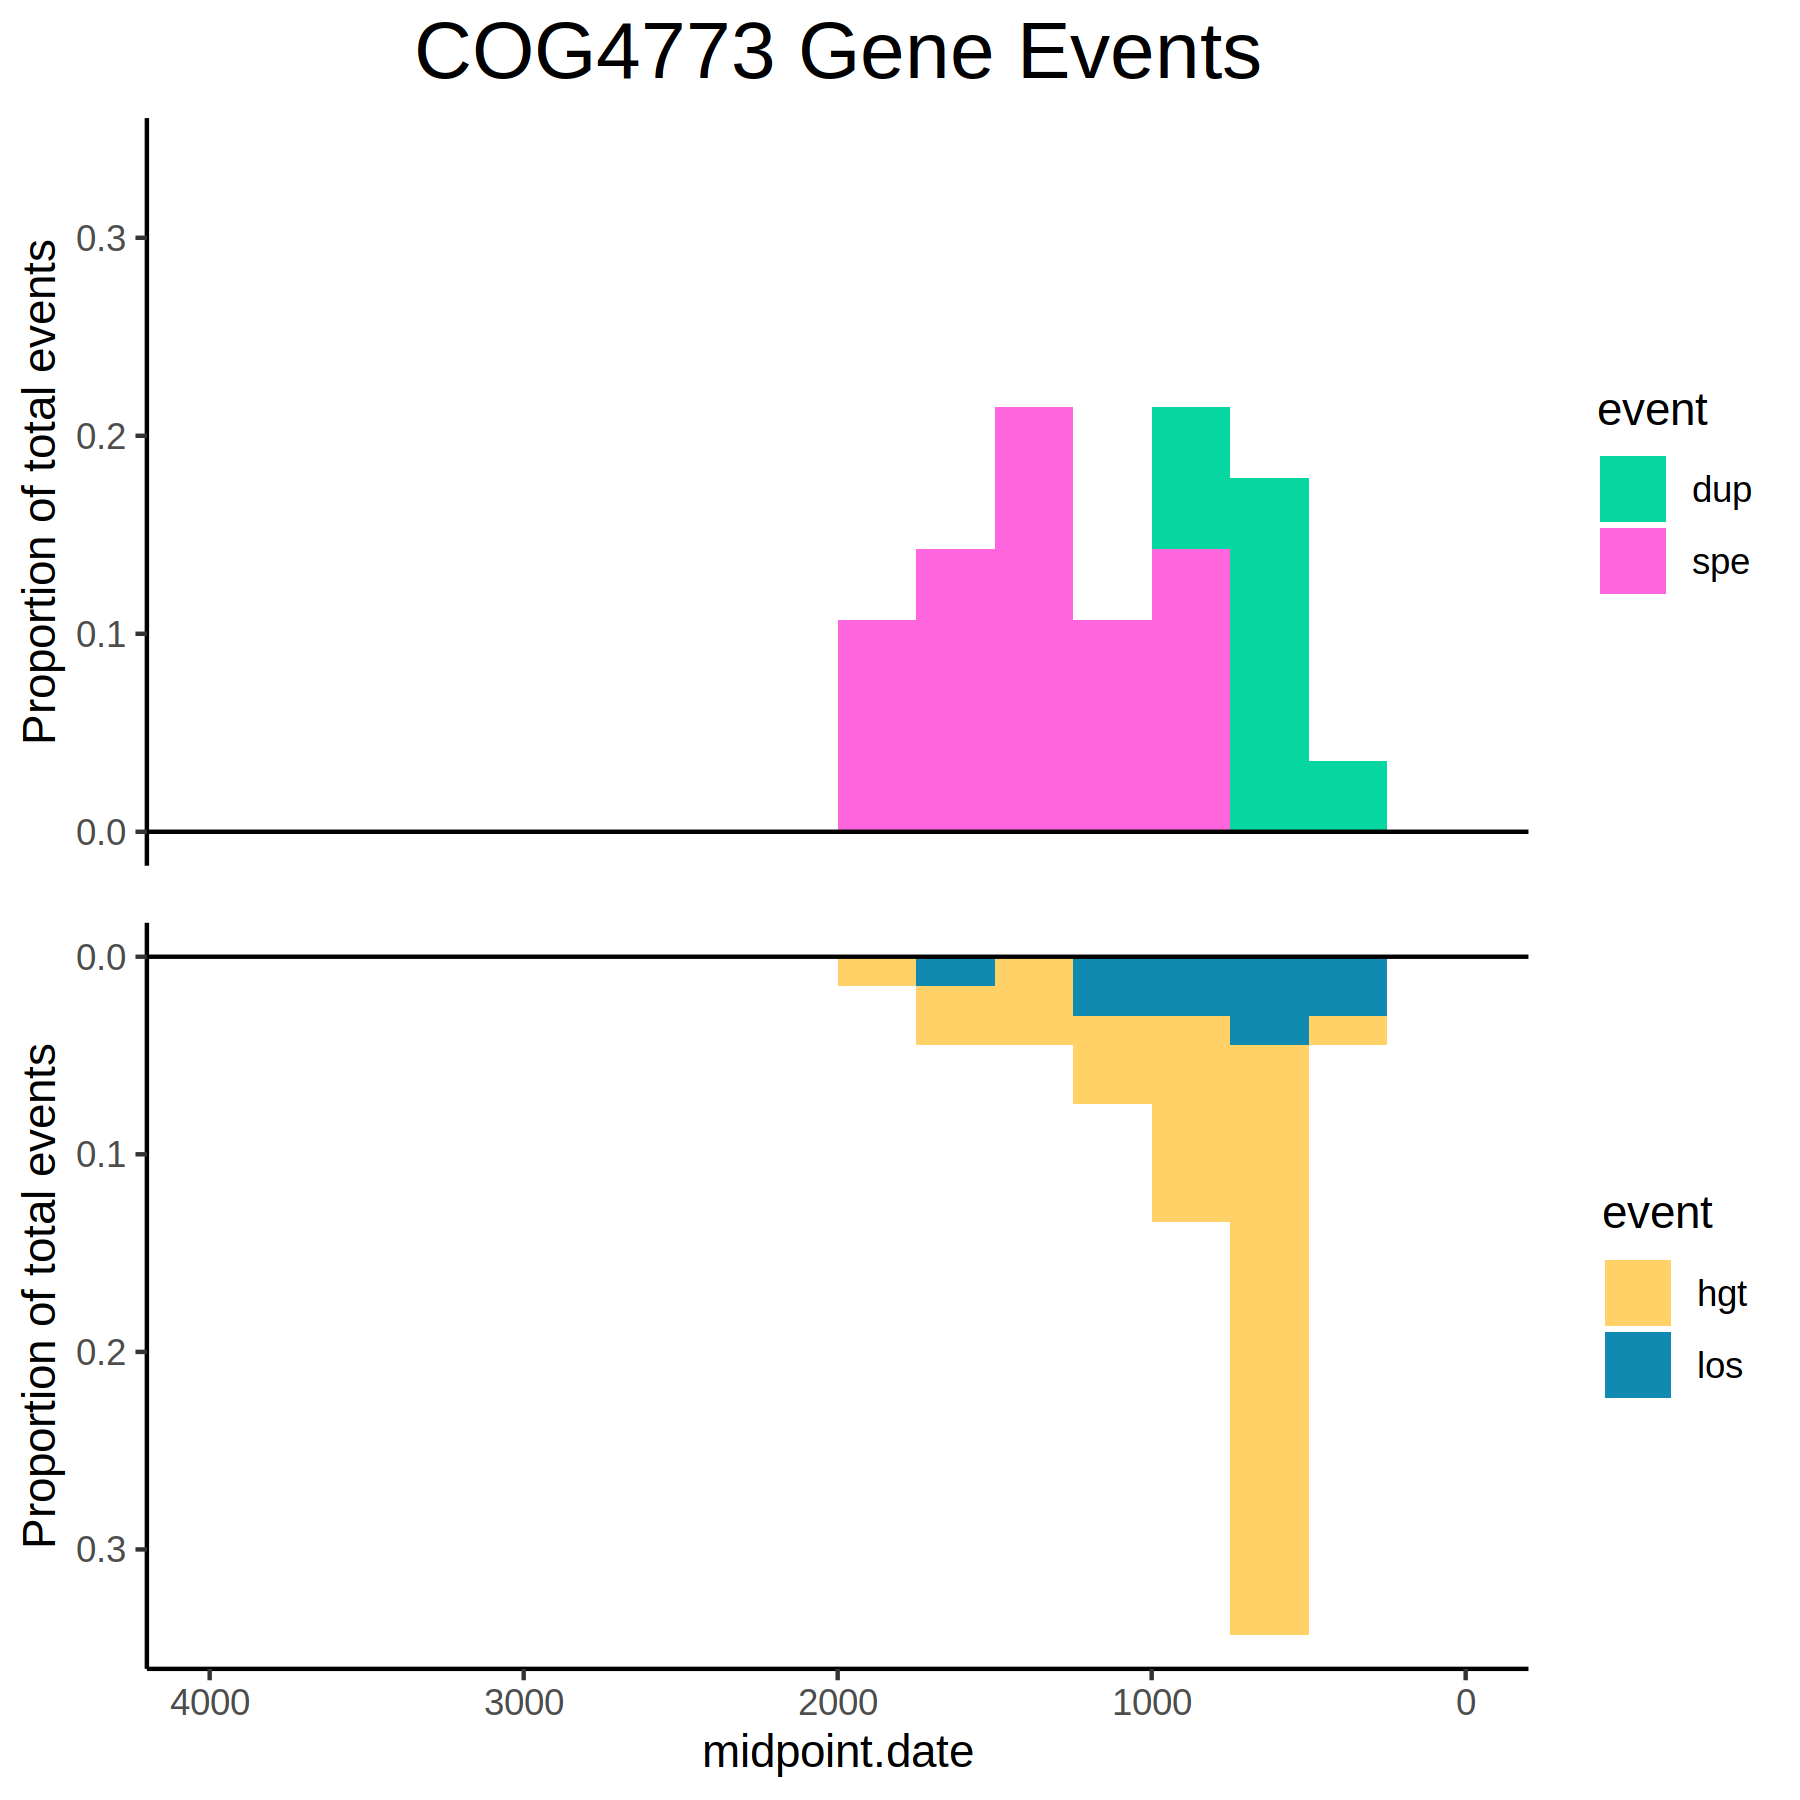 COG4773 Gene Events
Proportion of total events
0.3
0.2
0.1
0.0
event
dup
spe
Proportion of total events
0.0
0.1
0.2
0.3
event
hgt
los
4000 3000 2000 1000 0
midpoint.date